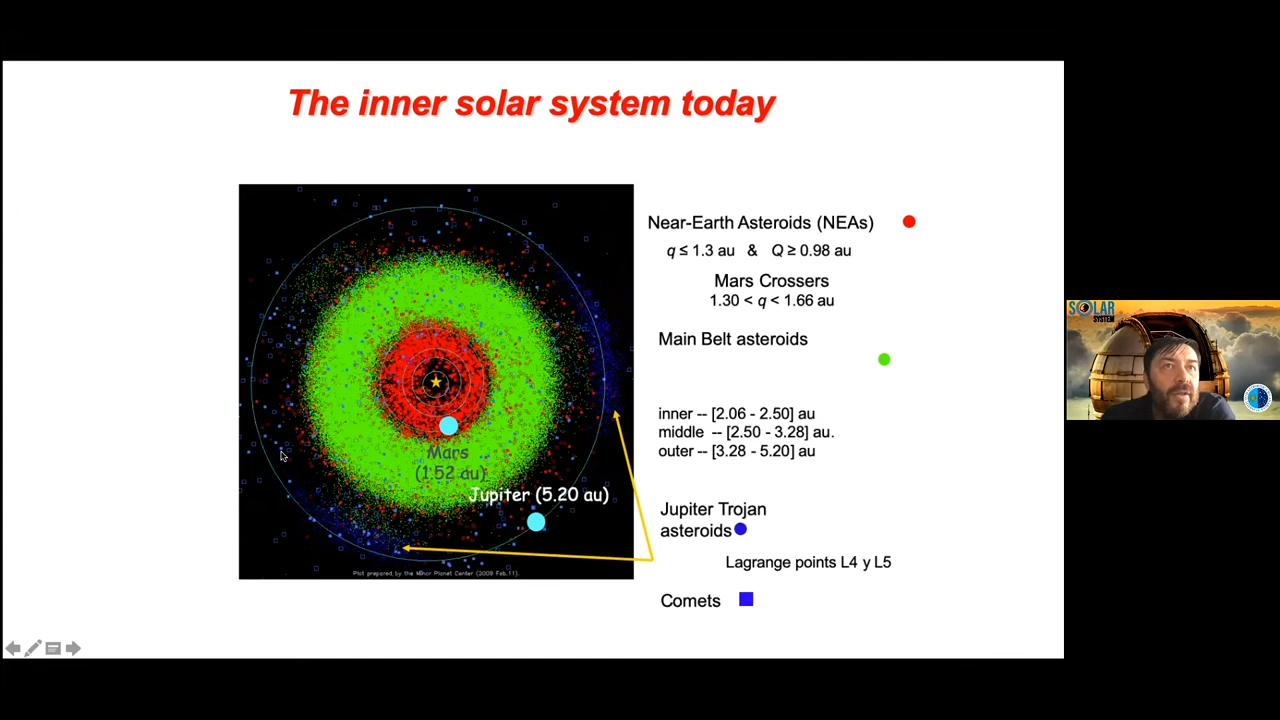 The inner solar system today
Near-Earth Asteroids (NEAs)
q ≤ 1.3 au & Q ≥ 0.98 au
Mars Crossers
1.30 < q < 1.66 au
Main Belt asteroids
inner -- [2.06 - 2.50] au
middle -- [2.50 - 3.28] au.
outer -- [3.28 - 5.20] au
Jupiter Trojan
asteroids
Lagrange points L4 y L5
Comets
Mars
(1.52 au)
Jupiter (5.20 au)
Plot prepared by the Minor Planet Center (2009 Feb.11).
SOLAR
SYSTEM